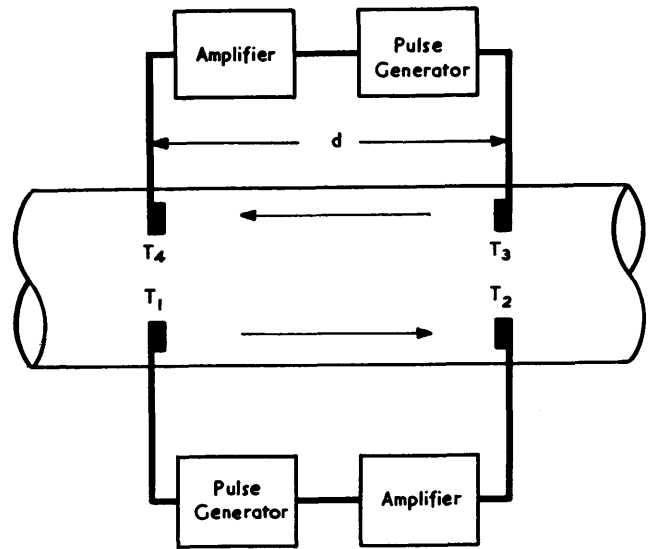 Amplifier
Pulse
Generator
d
T4
T3
T1
T2
Pulse
Generator
Amplifier